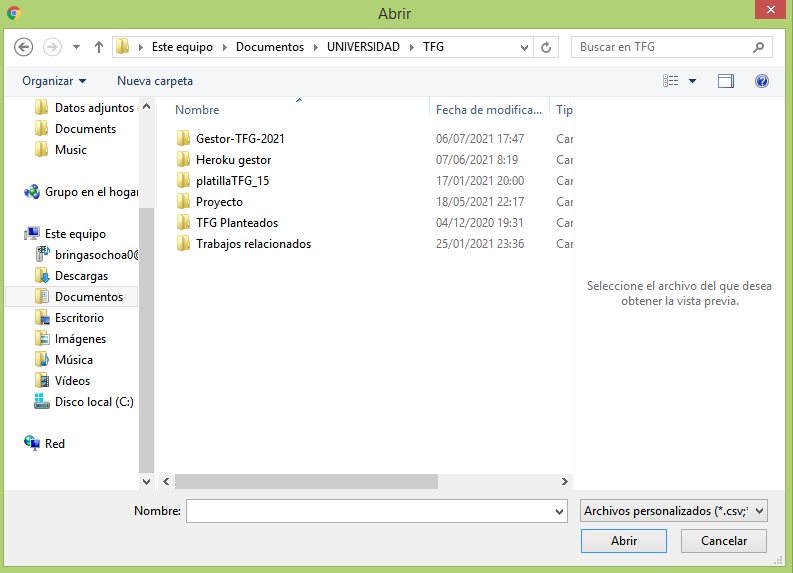 Abrir
Este equipo Documentos UNIVERSIDAD TFG
Buscar en TFG
Organizar Nueva carpeta
Datos adjuntos
Documents
Music
Grupo en el hogar
Este equipo
bringasochoa0@
Descargas
Documentos
Escritorio
Imágenes
Música
Vídeos
Disco local (C:)
Red
Nombre Fecha de modifica... Tip
Gestor-TFG-2021 06/07/2021 17:47 Car
Heroku gestor 07/06/2021 8:19 Car
platillaTFG_15 17/01/2021 20:00 Car
Proyecto 18/05/2021 22:17 Car
TFG Planteados 04/12/2020 19:31 Car
Trabajos relacionados 25/01/2021 23:36 Car
Seleccione el archivo del que desea
obtener la vista previa.
Nombre:
Archivos personalizados (*.csv;*
Abrir Cancelar